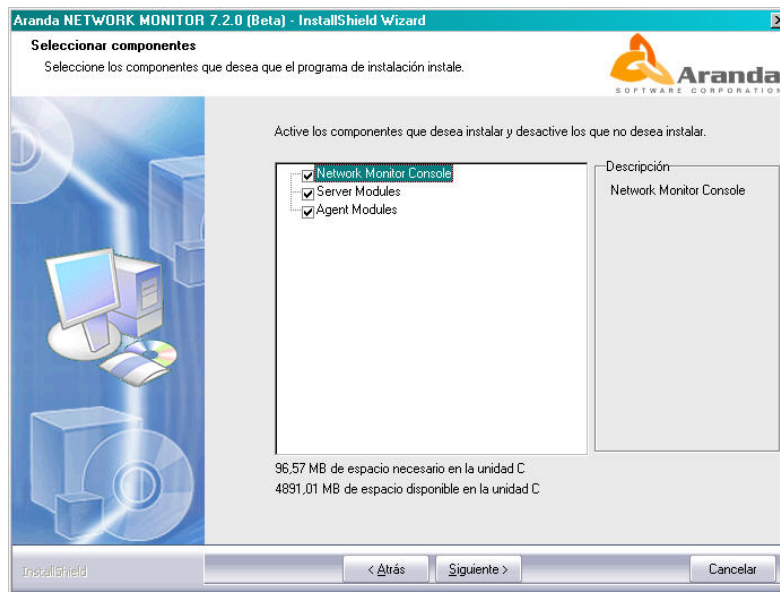 Aranda NETWORK MONITOR 7.2.0 (Beta) - InstallShield Wizard
Seleccionar componentes
Seleccione los componentes que desea que el programa de instalación instale.
Aranda
SOFTWARE CORPORATION
Active los componentes que desea instalar y desactive los que no desea instalar.
Network Monitor Console
Server Modules
Agent Modules
Descripción
Network Monitor Console
96,57 MB de espacio necesario en la unidad C
4891,01 MB de espacio disponible en la unidad C
InstallShield
< Atrás
Siguiente >
Cancelar